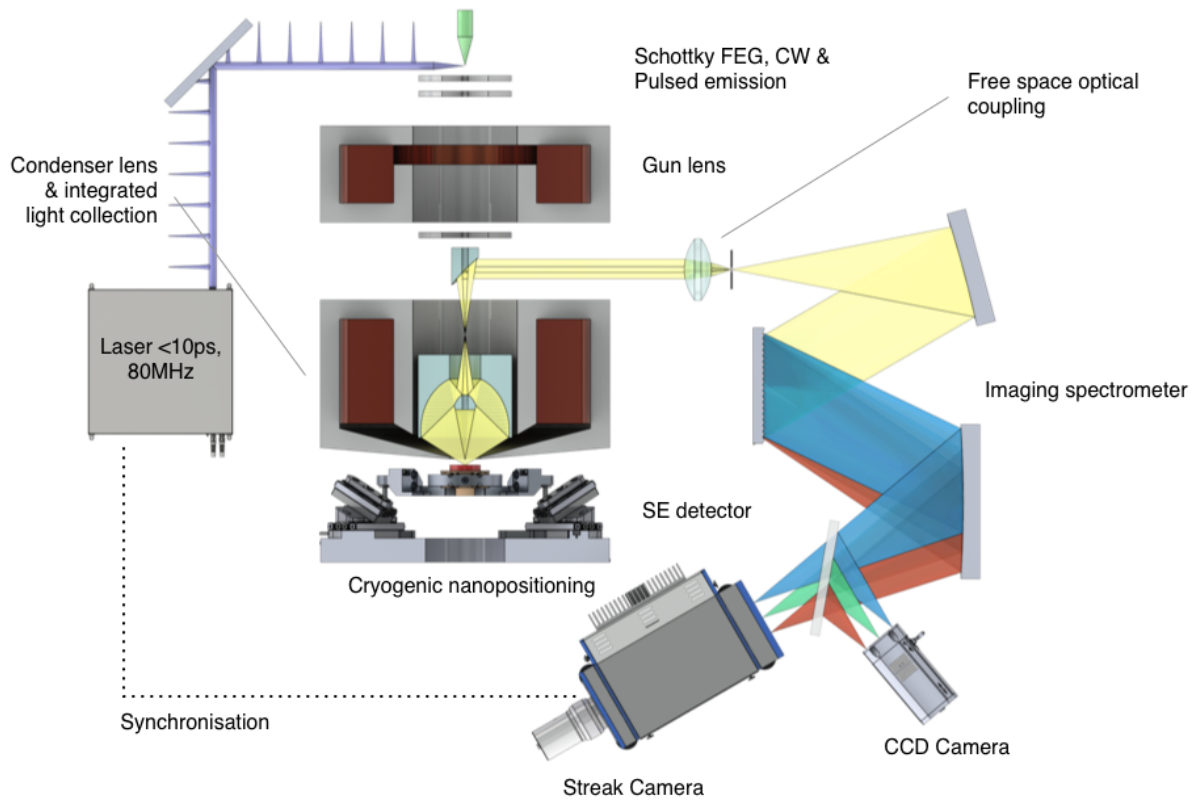 Schottky FEG, CW &
Pulsed emission
Free space optical
coupling
Condenser lens
& integrated
light collection
Gun lens
Laser <10ps,
80MHz
Imaging spectrometer
SE detector
Cryogenic nanopositioning
Synchronisation
CCD Camera
Streak Camera